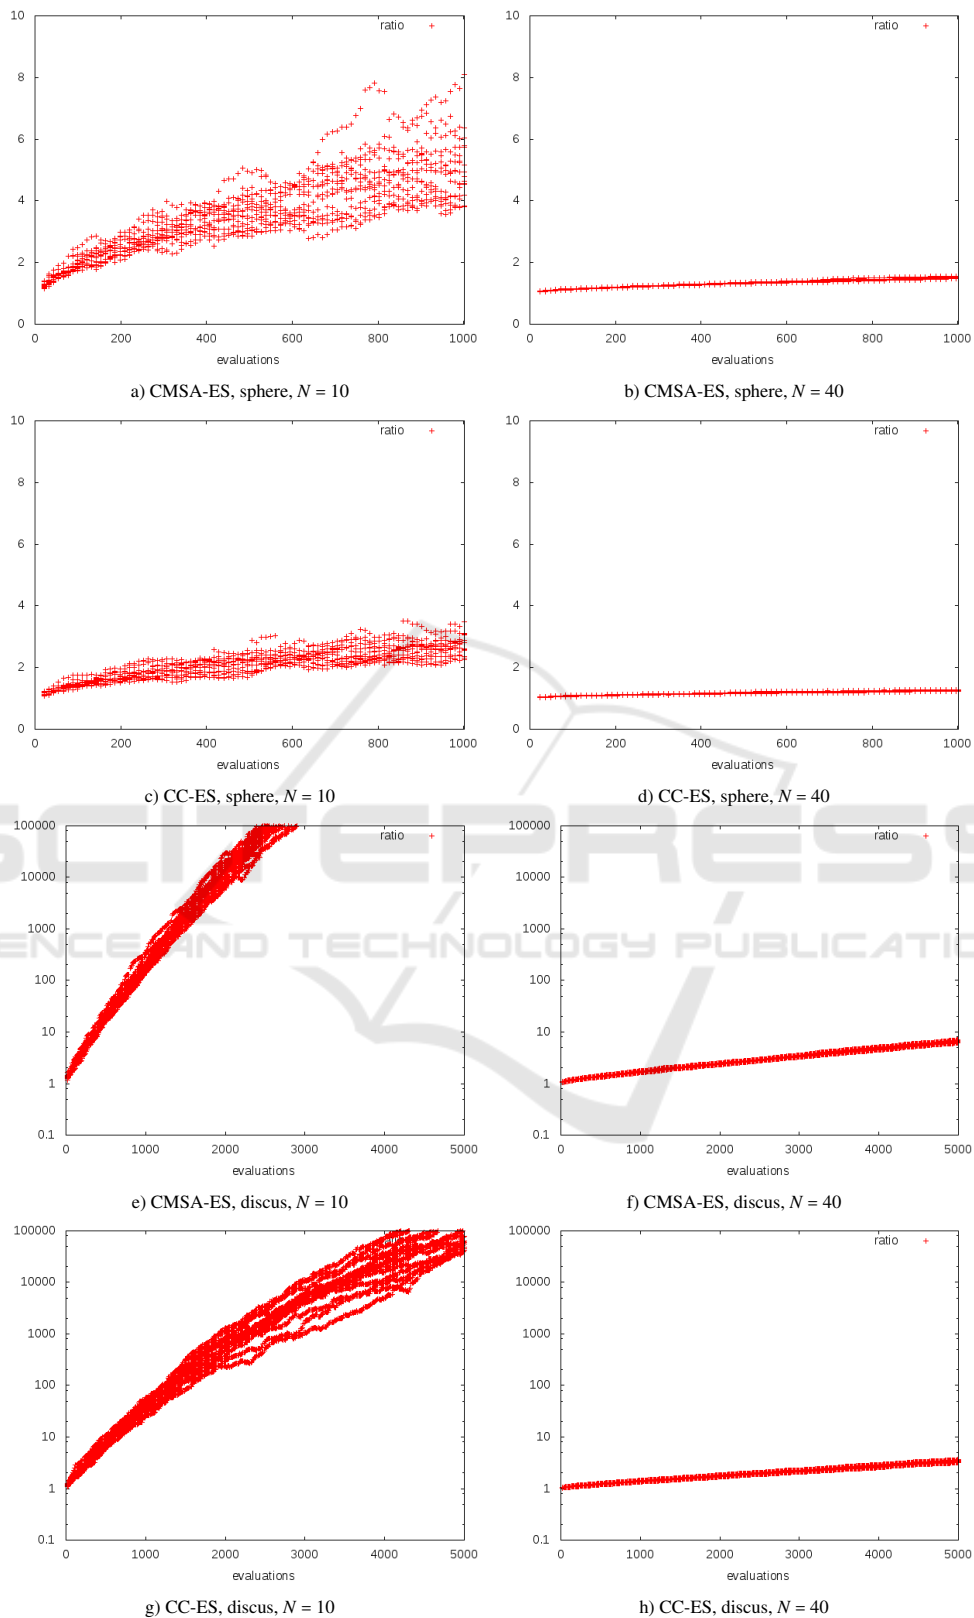 10
8
6
4
2
0
ratio
0 200 400 600 800 1000
evaluations
a) CMSA-ES, sphere, N = 10
10
8
6
4
2
0
ratio
0 200 400 600 800 1000
evaluations
b) CMSA-ES, sphere, N = 40
10
8
6
4
2
0
ratio
0 200 400 600 800 1000
evaluations
c) CC-ES, sphere, N = 10
10
8
6
4
2
0
ratio
0 200 400 600 800 1000
evaluations
d) CC-ES, sphere, N = 40
100000
10000
1000
100
10
1
0.1
ratio
0 1000 2000 3000 4000 5000
evaluations
e) CMSA-ES, discus, N = 10
100000
10000
1000
100
10
1
0.1
ratio
0 1000 2000 3000 4000 5000
evaluations
f) CMSA-ES, discus, N = 40
100000
10000
1000
100
10
1
0.1
0 1000 2000 3000 4000 5000
evaluations
g) CC-ES, discus, N = 10
100000
10000
1000
100
10
1
0.1
ratio
0 1000 2000 3000 4000 5000
evaluations
h) CC-ES, discus, N = 40
SCITEPRESS
ENCE AND TECHNOLOGY PUBLICATIO